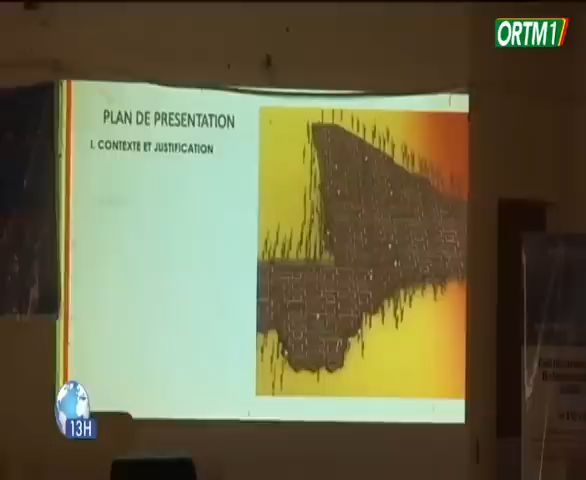 ORTM1
PLAN DE PRESENTATION
I. CONTEXTE ET JUSTIFICATION
13H